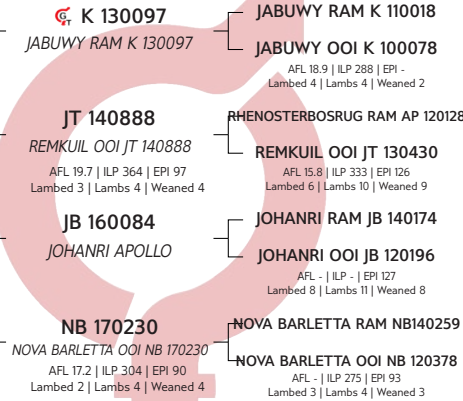 K 130097
JABUWY RAM K 130097
JT 140888
REMKUIL OOI JT 140888
AFL 19.7 | ILP 364 | EPI 97
Lambed 3 | Lambs 4 | Weaned 4
JB 160084
JOHANRI APOLLO
NB 170230
NOVA BARLETTA OOI NB 170230
AFL 17.2 | ILP 304 | EPI 90
Lambed 2 | Lambs 4 | Weaned 4
JABUWY RAM K 110018
JABUWY OOI K 100078
AFL 18.9 | ILP 288 | EPI -
Lambed 4 | Lambs 4 | Weaned 2
RHENOSTERBOSRUG RAM AP 120128
REMKUIL OOI JT 130430
AFL 15.8 | ILP 333 | EPI 126
Lambed 6 | Lambs 10 | Weaned 9
JOHANRI RAM JB 140174
JOHANRI OOI JB 120196
AFL - | ILP - | EPI 127
Lambed 8 | Lambs 11 | Weaned 8
NOVA BARLETTA RAM NB140259
NOVA BARLETTA OOI NB 120378
AFL - | ILP 275 | EPI 93
Lambed 3 | Lambs 4 | Weaned 3